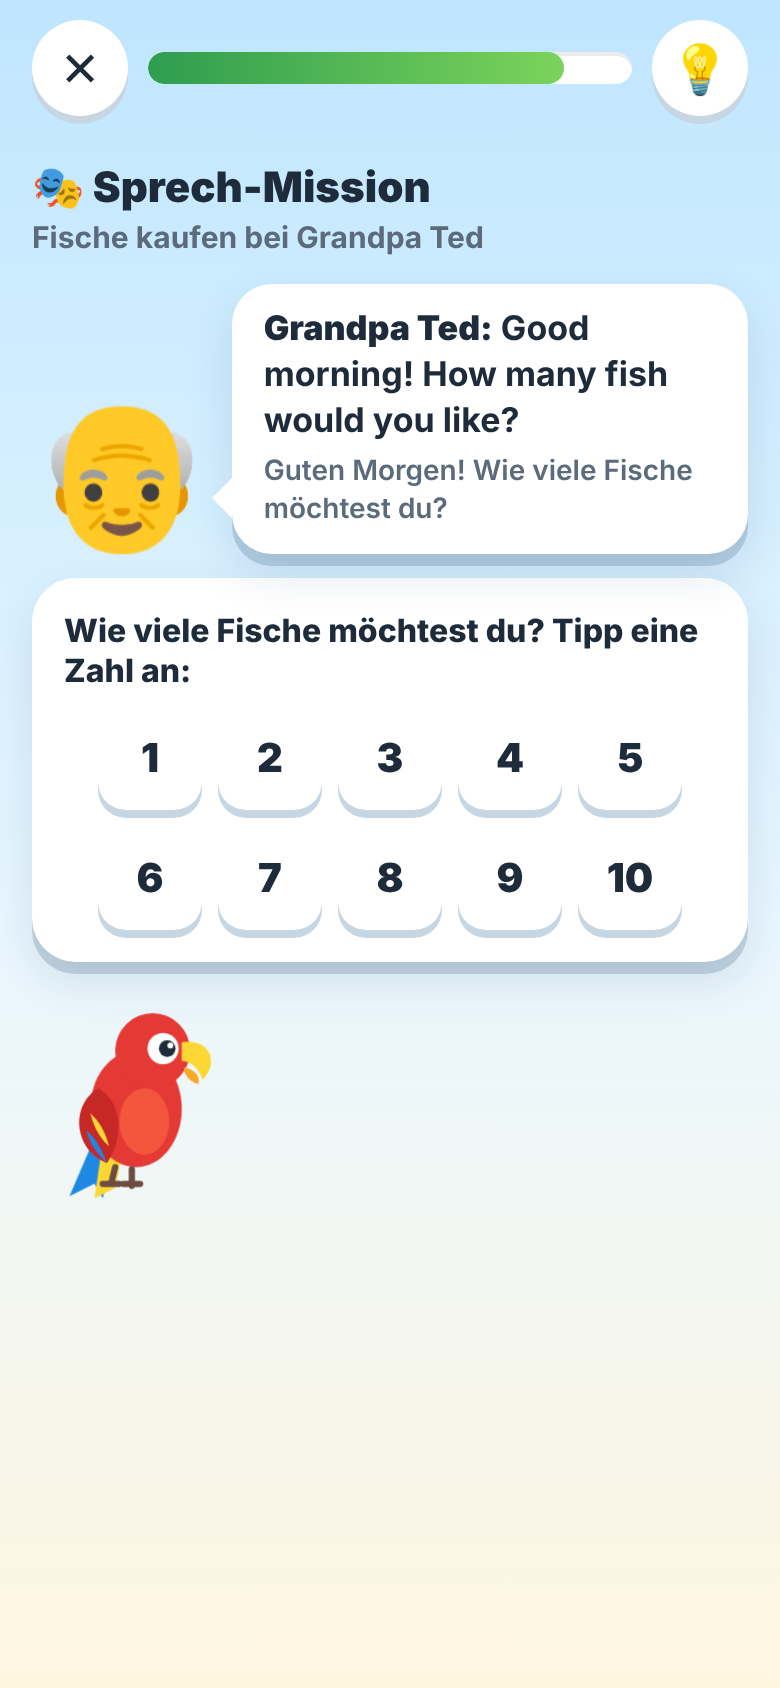 🎭 Sprech-Mission
Fische kaufen bei Grandpa Ted
Grandpa Ted: Good
morning! How many fish
would you like?
Guten Morgen! Wie viele Fische
möchtest du?
Wie viele Fische möchtest du? Tipp eine
Zahl an:
1 2 3 4 5
6 7 8 9 10